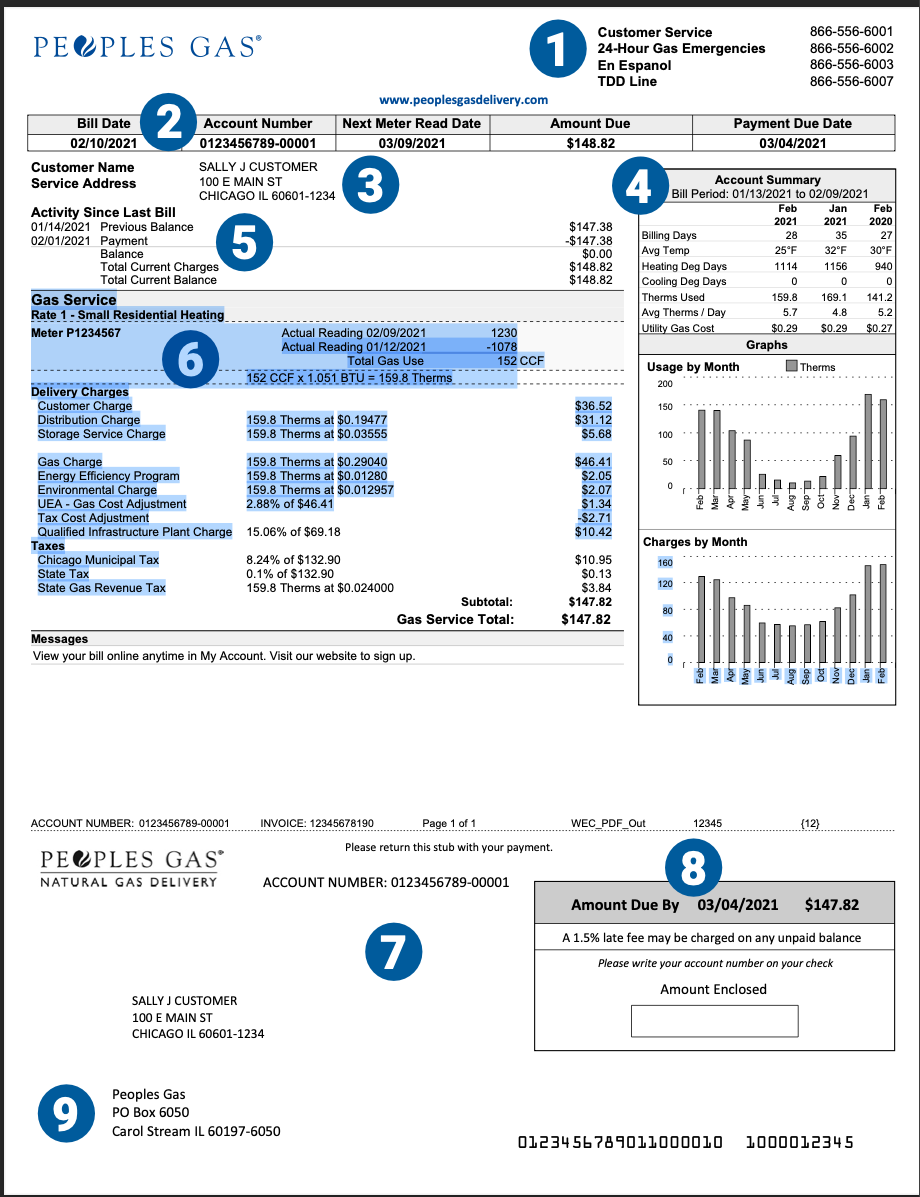 PEOPLES GAS®
1
Customer Service 866-556-6001
24-Hour Gas Emergencies 866-556-6002
En Espanol 866-556-6003
TDD Line 866-556-6007
www.peoplesgasdelivery.com
2
Bill Date Account Number Next Meter Read Date Amount Due Payment Due Date
02/10/2021 0123456789-00001 03/09/2021 $148.82 03/04/2021
Customer Name SALLY J CUSTOMER
Service Address 100 E MAIN ST
CHICAGO IL 60601-1234
3
Activity Since Last Bill
01/14/2021 Previous Balance $147.38
02/01/2021 Payment -$147.38
Balance $0.00
Total Current Charges $148.82
Total Current Balance $148.82
5
4
Account Summary
Bill Period: 01/13/2021 to 02/09/2021
Feb Jan Feb
2021 2021 2020
Billing Days 28 35 27
Avg Temp 25°F 32°F 30°F
Heating Deg Days 1114 1156 940
Cooling Deg Days 0 0 0
Therms Used 159.8 169.1 141.2
Avg Therms / Day 5.7 4.8 5.2
Utility Gas Cost $0.29 $0.29 $0.27
Graphs
Usage by Month Therms
200
150
100
50
0
Feb Mar Apr May Jun Jul Aug Sep Oct Nov Dec Jan Feb
Charges by Month
160
120
80
40
0
Feb Mar Apr May Jun Jul Aug Sep Oct Nov Dec Jan Feb
Gas Service
Rate 1 - Small Residential Heating
Meter P1234567 Actual Reading 02/09/2021 1230
Actual Reading 01/12/2021 -1078
Total Gas Use 152 CCF
6
152 CCF x 1.051 BTU = 159.8 Therms
Delivery Charges
Customer Charge $36.52
Distribution Charge 159.8 Therms at $0.19477 $31.12
Storage Service Charge 159.8 Therms at $0.03555 $5.68
Gas Charge 159.8 Therms at $0.29040 $46.41
Energy Efficiency Program 159.8 Therms at $0.01280 $2.05
Environmental Charge 159.8 Therms at $0.012957 $2.07
UEA - Gas Cost Adjustment 2.88% of $46.41 $1.34
Tax Cost Adjustment -$2.71
Qualified Infrastructure Plant Charge 15.06% of $69.18 $10.42
Taxes
Chicago Municipal Tax 8.24% of $132.90 $10.95
State Tax 0.1% of $132.90 $0.13
State Gas Revenue Tax 159.8 Therms at $0.024000 $3.84
Subtotal: $147.82
Gas Service Total: $147.82
Messages
View your bill online anytime in My Account. Visit our website to sign up.
ACCOUNT NUMBER: 0123456789-00001 INVOICE: 12345678190 Page 1 of 1 WEC_PDF_Out 12345 {12}
Please return this stub with your payment.
PEOPLES GAS®
NATURAL GAS DELIVERY
ACCOUNT NUMBER: 0123456789-00001
8
Amount Due By 03/04/2021 $147.82
A 1.5% late fee may be charged on any unpaid balance
Please write your account number on your check
Amount Enclosed
7
SALLY J CUSTOMER
100 E MAIN ST
CHICAGO IL 60601-1234
9
Peoples Gas
PO Box 6050
Carol Stream IL 60197-6050
0123456789011000010 1000012345